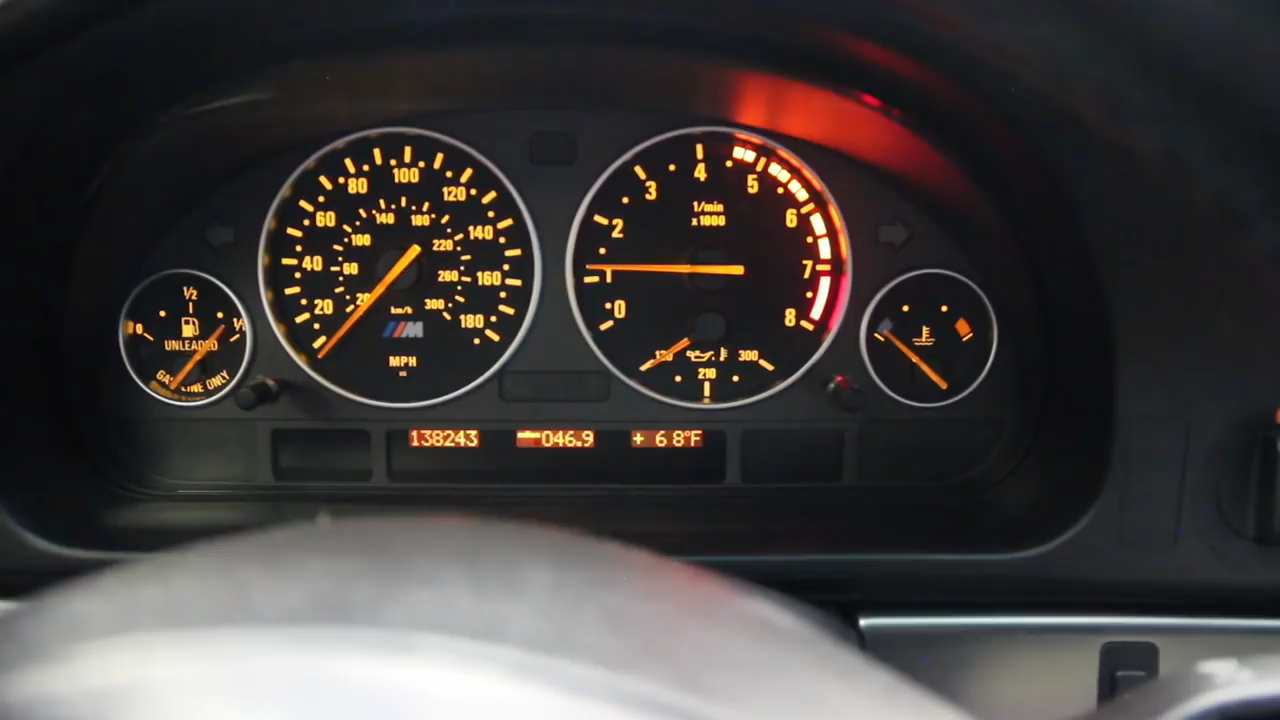 0 1/2 1/1
UNLEADED
GASOLINE ONLY
20 40 60 80 100 120 140 160 180
20 60 100 140 180 220 260 300
km/h
M
MPH
US
0 1 2 3 4 5 6 7 8
1/min
x1000
120 210 300
138243 046.9 + 68°F